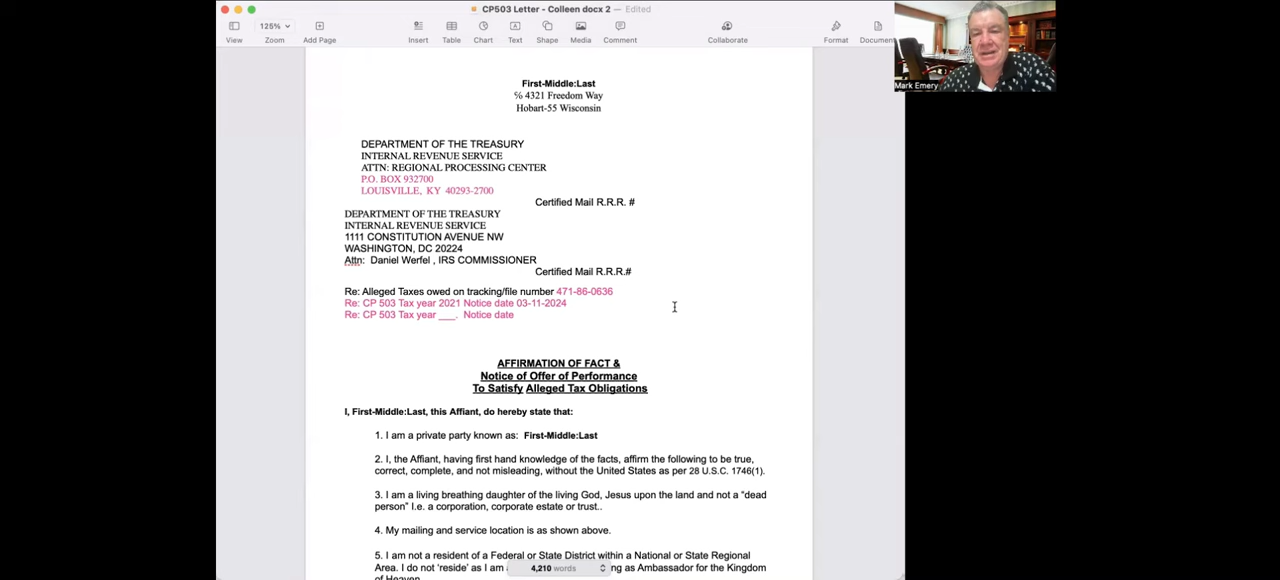 CP503 Letter - Colleen docx 2 — Edited
125%
View
Zoom
Add Page
Insert
Table
Chart
Text
Shape
Media
Comment
Collaborate
Format
Document
Mark Emery
First-Middle:Last
℅ 4321 Freedom Way
Hobart-55 Wisconsin
DEPARTMENT OF THE TREASURY
INTERNAL REVENUE SERVICE
ATTN: REGIONAL PROCESSING CENTER
P.O. BOX 932700
LOUISVILLE, KY 40293-2700
Certified Mail R.R.R. #
DEPARTMENT OF THE TREASURY
INTERNAL REVENUE SERVICE
1111 CONSTITUTION AVENUE NW
WASHINGTON, DC 20224
Attn: Daniel Werfel , IRS COMMISSIONER
Certified Mail R.R.R.#
Re: Alleged Taxes owed on tracking/file number 471-86-0636
Re: CP 503 Tax year 2021 Notice date 03-11-2024
Re: CP 503 Tax year ___. Notice date
AFFIRMATION OF FACT &
Notice of Offer of Performance
To Satisfy Alleged Tax Obligations
I, First-Middle:Last, this Affiant, do hereby state that:
1. I am a private party known as: First-Middle:Last
2. I, the Affiant, having first hand knowledge of the facts, affirm the following to be true,
correct, complete, and not misleading, without the United States as per 28 U.S.C. 1746(1).
3. I am a living breathing daughter of the living God, Jesus upon the land and not a “dead
person” I.e. a corporation, corporate estate or trust..
4. My mailing and service location is as shown above.
5. I am not a resident of a Federal or State District within a National or State Regional
Area. I do not ‘reside’ as I am ng as Ambassador for the Kingdom
of Heaven
4,210 words